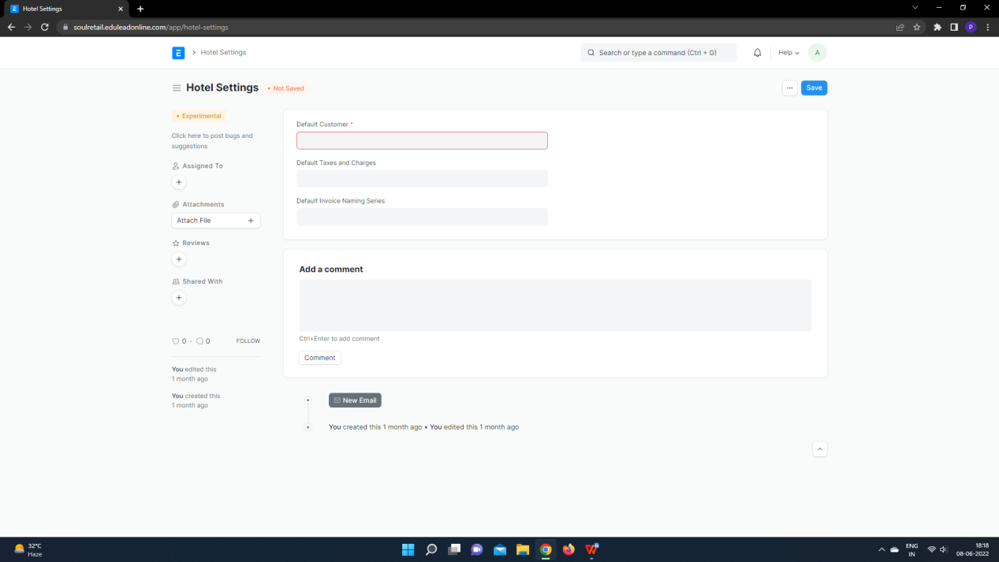 Hotel Settings
soulretail.eduleadonline.com/app/hotel-settings
P
E
Hotel Settings
Search or type a command (Ctrl + G)
Help
A
Hotel Settings
Not Saved
...
Save
Experimental
Click here to post bugs and
suggestions
Assigned To
Attachments
Attach File
Reviews
Shared With
0 · 0
FOLLOW
You edited this
1 month ago
You created this
1 month ago
Default Customer *
Default Taxes and Charges
Default Invoice Naming Series
Add a comment
Ctrl+Enter to add comment
Comment
New Email
You created this 1 month ago • You edited this 1 month ago
32°C
Haze
ENG
IN
18:18
08-06-2022